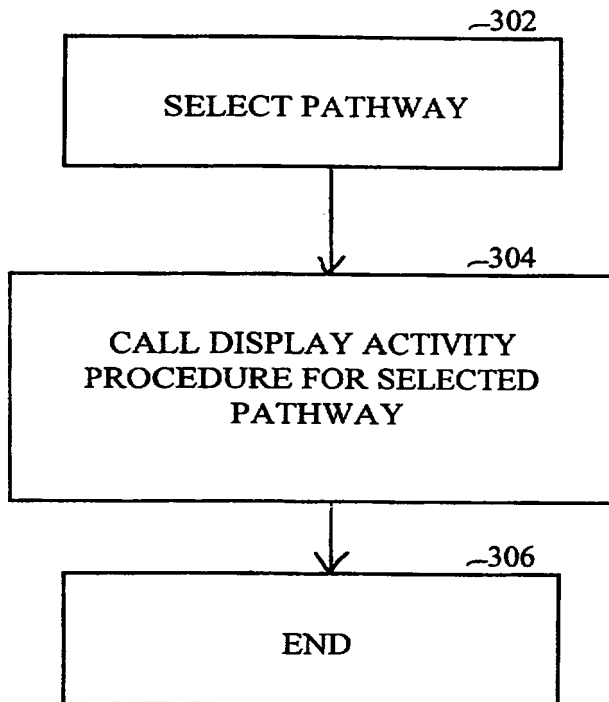 302
SELECT PATHWAY
304
CALL DISPLAY ACTIVITY
PROCEDURE FOR SELECTED
PATHWAY
306
END